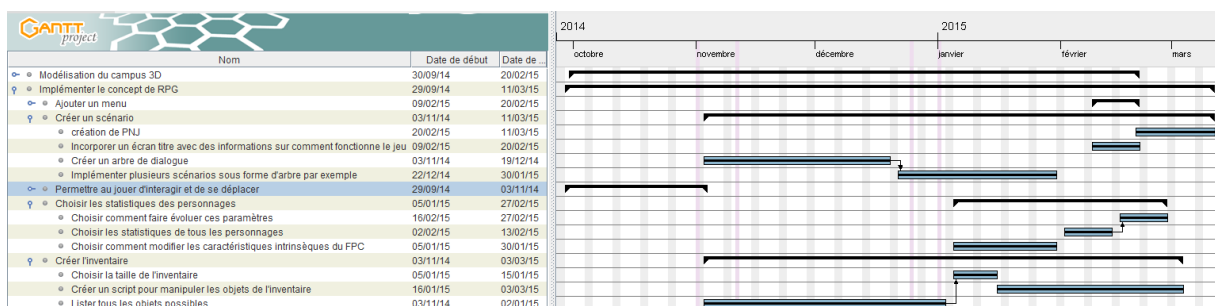 GANTT project
2014 2015
octobre novembre décembre janvier février mars
Nom Date de début Date de ...
Modélisation du campus 3D 30/09/14 20/02/15
Implémenter le concept de RPG 29/09/14 11/03/15
Ajouter un menu 09/02/15 20/02/15
Créer un scénario 03/11/14 11/03/15
création de PNJ 20/02/15 11/03/15
Incorporer un écran titre avec des informations sur comment fonctionne le jeu 09/02/15 20/02/15
Créer un arbre de dialogue 03/11/14 19/12/14
Implémenter plusieurs scénarios sous forme d'arbre par exemple 22/12/14 30/01/15
Permettre au jouer d'interagir et de se déplacer 29/09/14 03/11/14
Choisir les statistiques des personnages 05/01/15 27/02/15
Choisir comment faire évoluer ces paramètres 16/02/15 27/02/15
Choisir les statistiques de tous les personnages 02/02/15 13/02/15
Choisir comment modifier les caractéristiques intrinsèques du FPC 05/01/15 30/01/15
Créer l'inventaire 03/11/14 03/03/15
Choisir la taille de l'inventaire 05/01/15 15/01/15
Créer un script pour manipuler les objets de l'inventaire 16/01/15 03/03/15
Lister tous les objets possibles 03/11/14 02/01/15